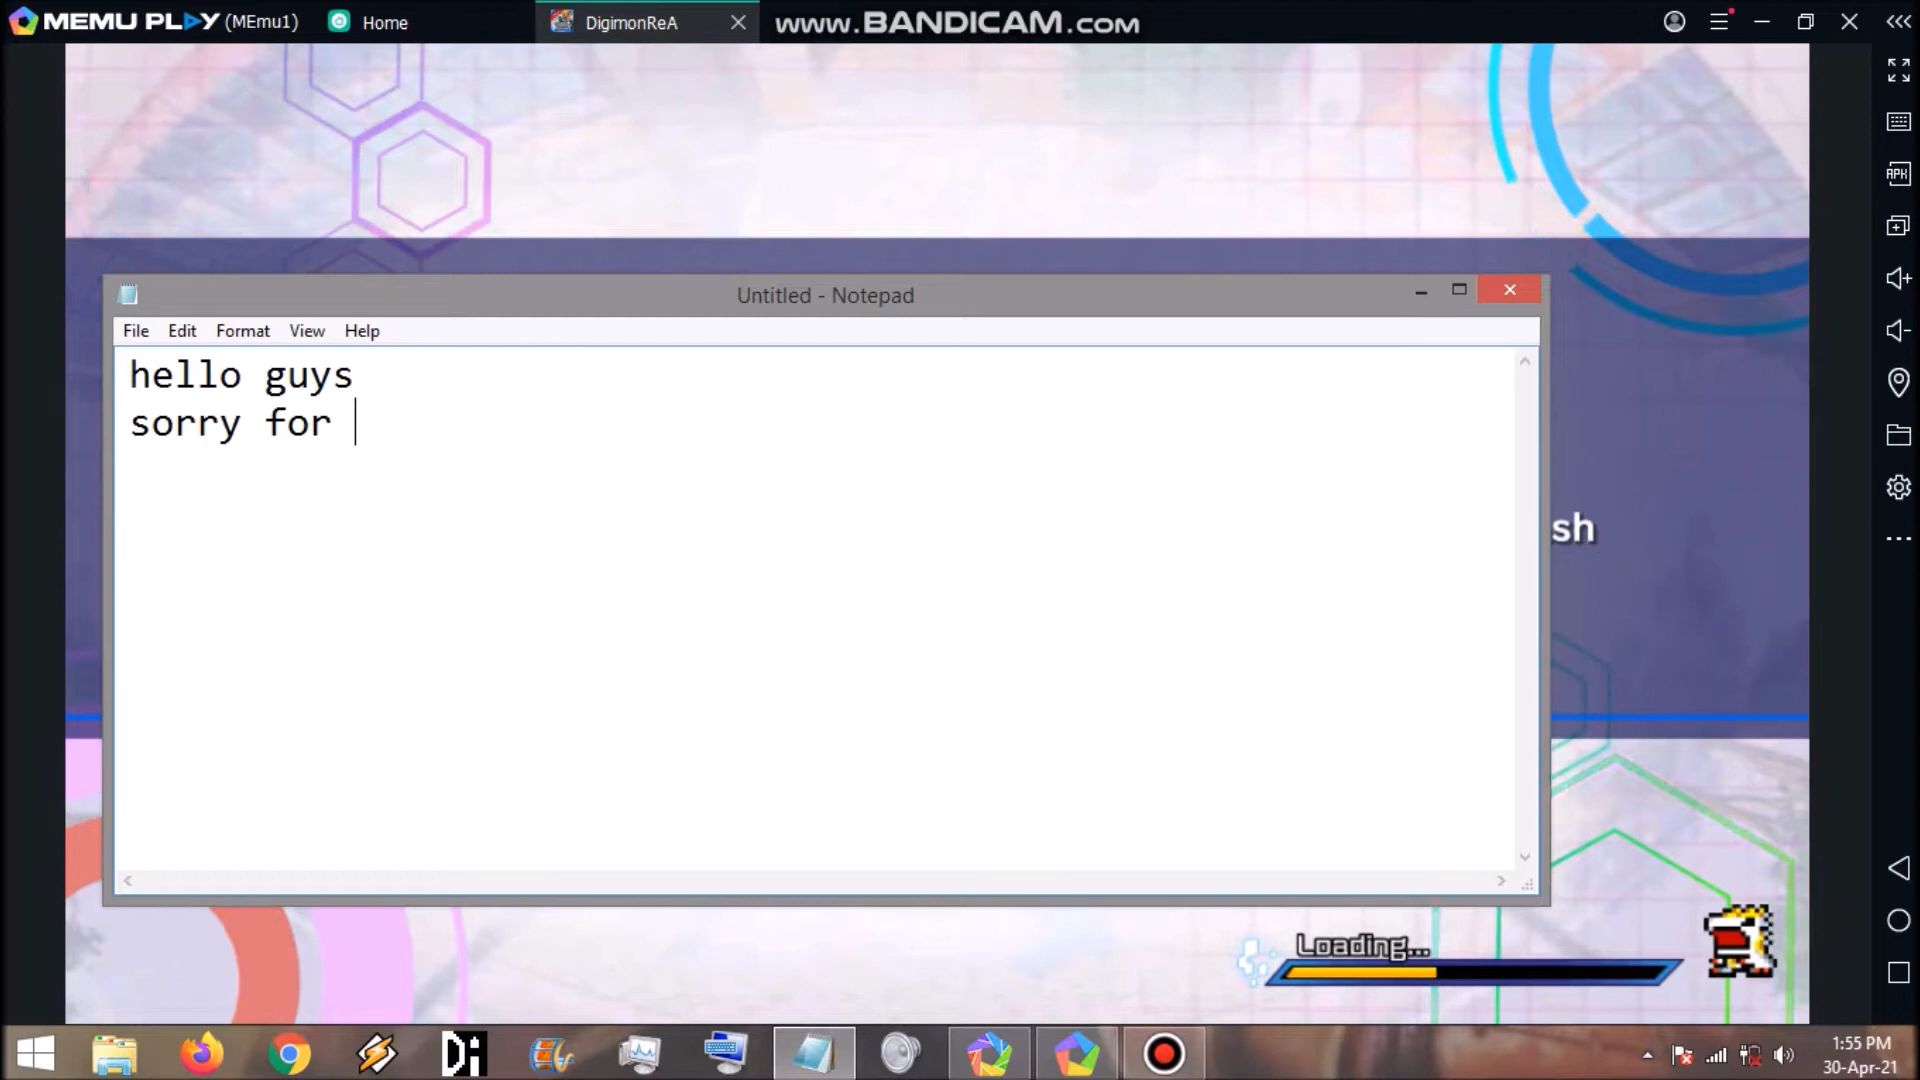 MEMU PLAY (MEmu1)
Home
DigimonReA
www.BANDICAM.com
APK
Untitled - Notepad
File Edit Format View Help
hello guys
sorry for
sh
Loading...
1:55 PM
30-Apr-21